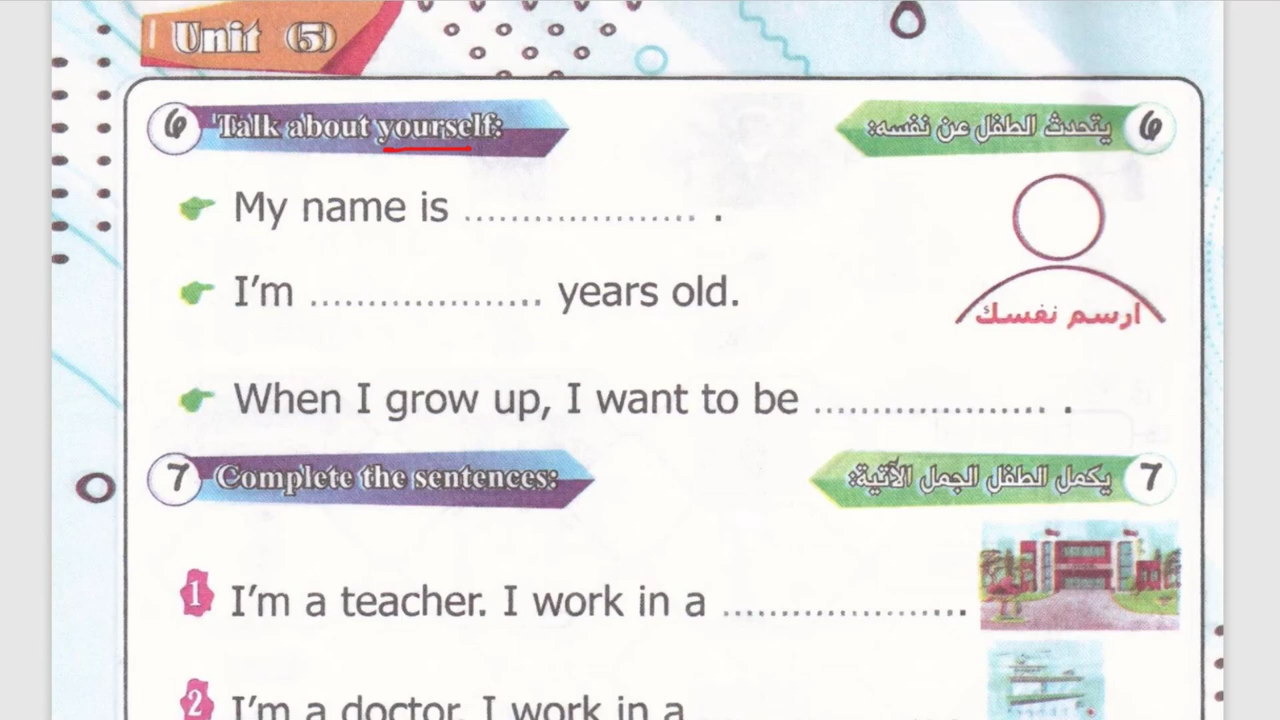 Unit (5)
6 Talk about yourself:
يتحدث الطفل عن نفسه: 6
My name is .................... .
I'm .................... years old.
ارسم نفسك
When I grow up, I want to be .................... .
7 Complete the sentences:
يكمل الطفل الجمل الآتية: 7
1 I'm a teacher. I work in a ....................
2 I'm a doctor. I work in a ....................